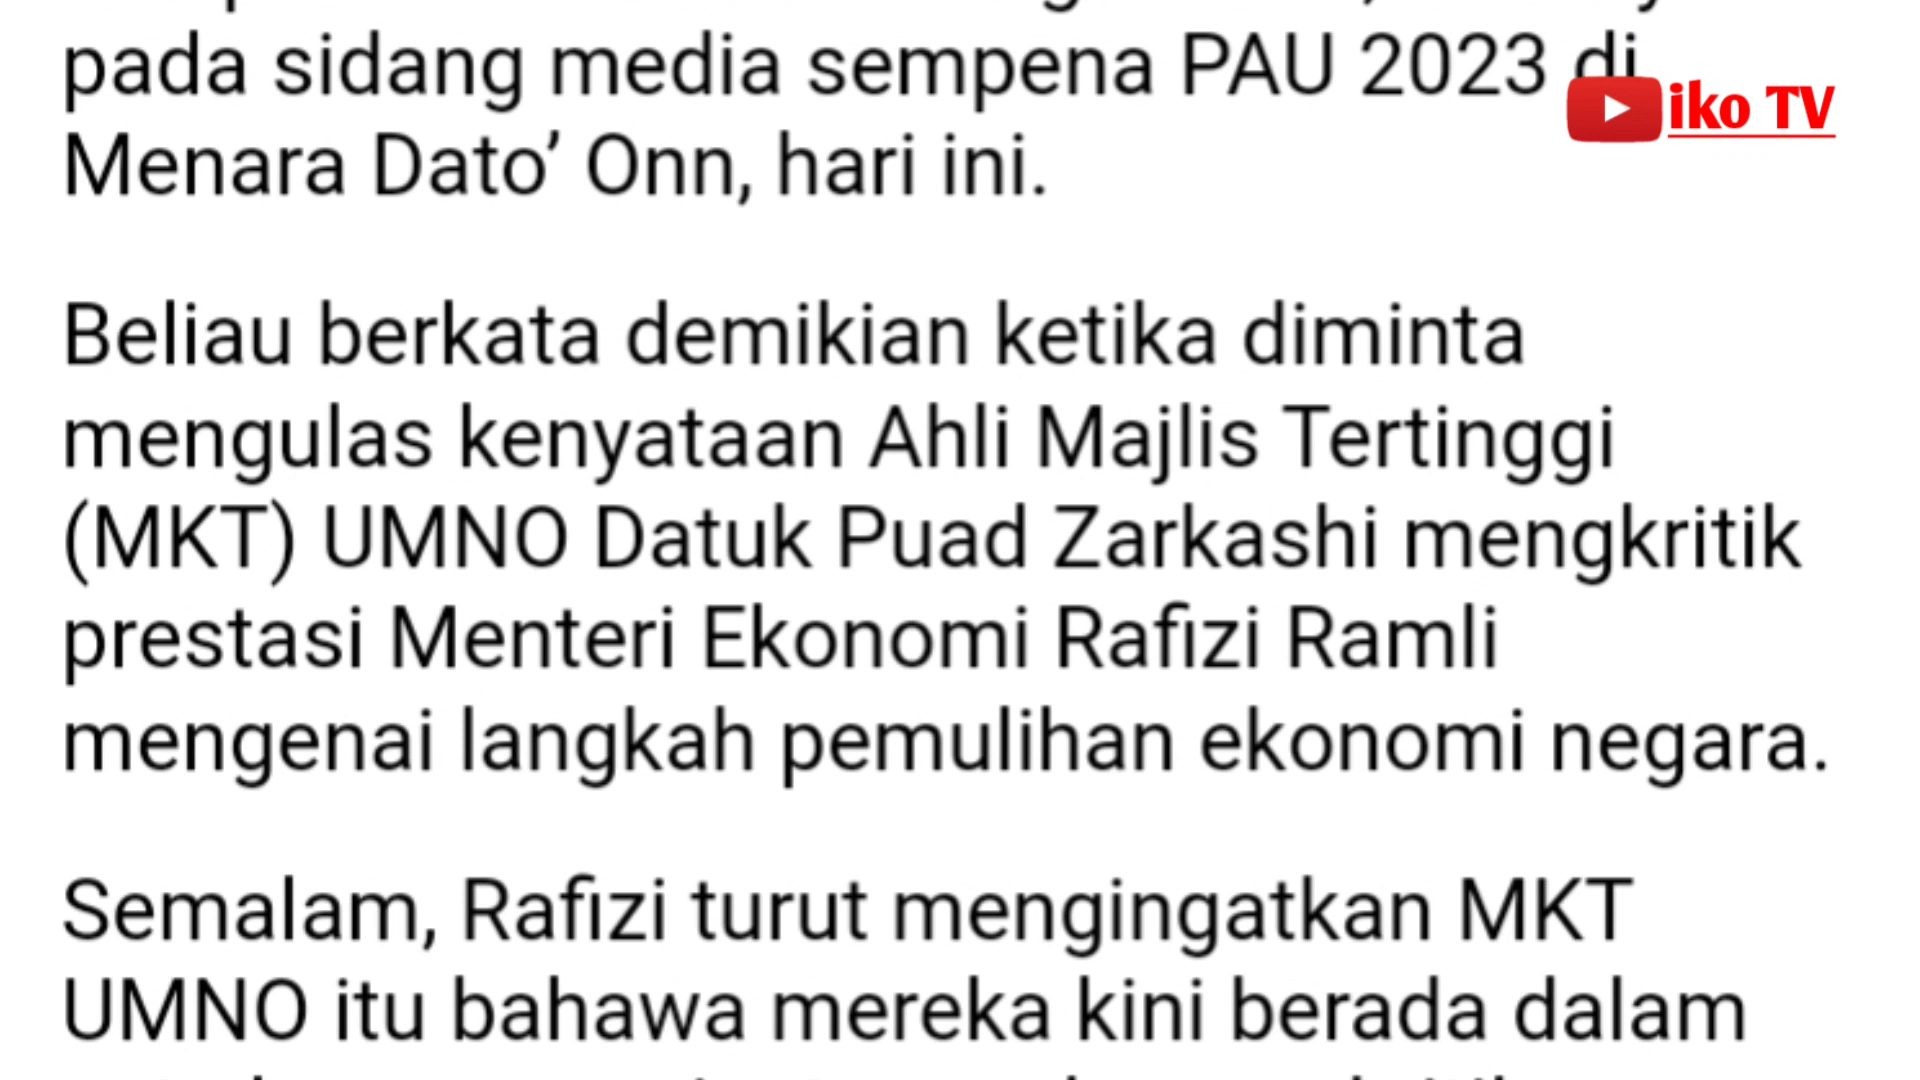 pada sidang media sempena PAU 2023 di
iko TV
Menara Dato’ Onn, hari ini.
Beliau berkata demikian ketika diminta
mengulas kenyataan Ahli Majlis Tertinggi
(MKT) UMNO Datuk Puad Zarkashi mengkritik
prestasi Menteri Ekonomi Rafizi Ramli
mengenai langkah pemulihan ekonomi negara.
Semalam, Rafizi turut mengingatkan MKT
UMNO itu bahawa mereka kini berada dalam